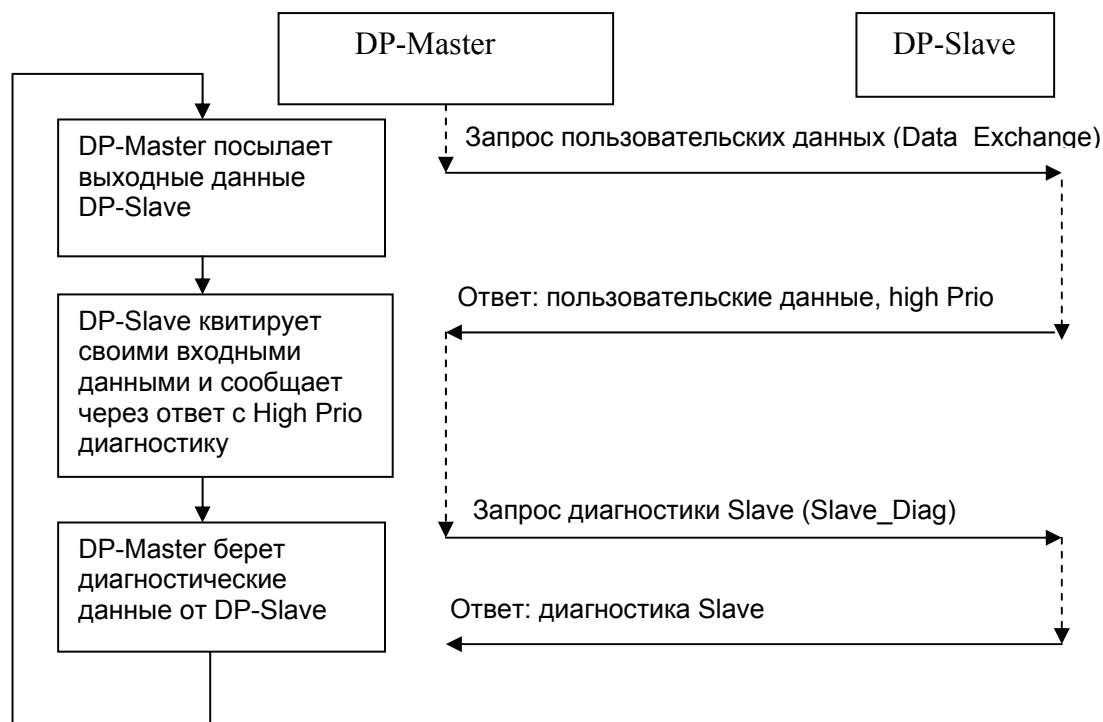 DP-Master
DP-Slave
DP-Master посылает
выходные данные
DP-Slave
Запрос пользовательских данных (Data_Exchange)
DP-Slave квитирует
своими входными
данными и сообщает
через ответ с High Prio
диагностику
Ответ: пользовательские данные, high Prio
Запрос диагностики Slave (Slave_Diag)
DP-Master берет
диагностические
данные от DP-Slave
Ответ: диагностика Slave